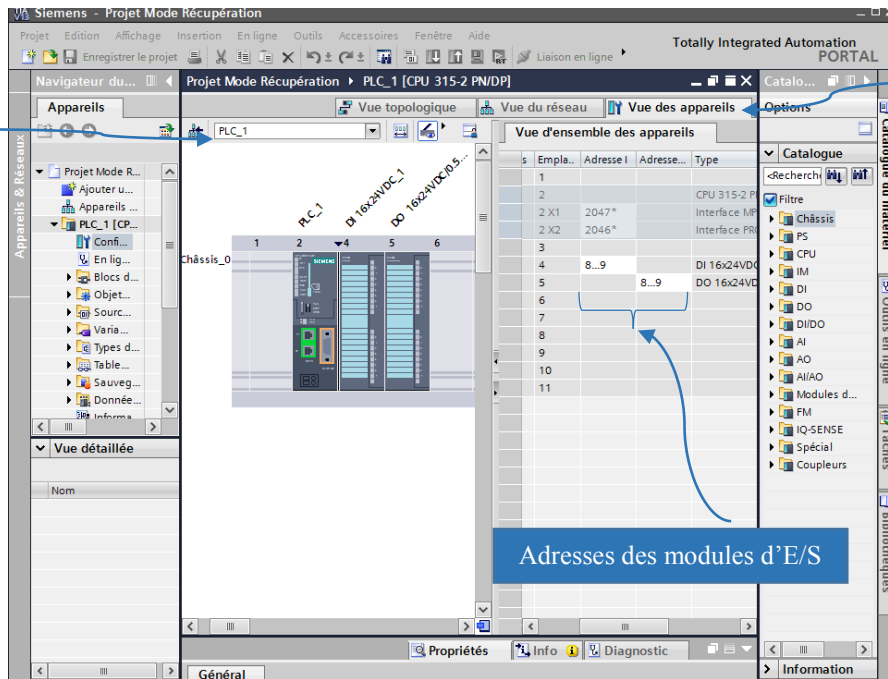 Siemens - Projet Mode Récupération
Projet Edition Affichage Insertion En ligne Outils Accessoires Fenêtre Aide
Totally Integrated Automation
PORTAL
Enregistrer le projet
Liaison en ligne
Navigateur du...
Projet Mode Récupération PLC_1 [CPU 315-2 PN/DP]
Catalo...
Appareils
Vue topologique
Vue du réseau
Vue des appareils
Options
PLC_1
Vue d'ensemble des appareils
Appareils & Réseaux
Projet Mode R...
Ajouter u...
Appareils ...
PLC_1 [CP...
Confi...
En lig...
Blocs d...
Objet...
Sourc...
Varia...
Types d...
Table...
Sauveg...
Donnée...
Informa...
Vue détaillée
Nom
PLC_1
DI 16x24VDC_1
DO 16x24VDC/0.5...
1 2 4 5 6
Châssis_0
SIEMENS
s Empla.. Adresse I Adresse... Type
1
2 CPU 315-2 P
2 X1 2047* Interface MP
2 X2 2046* Interface PRO
3
4 8...9 DI 16x24VDC
5 8...9 DO 16x24VD
6
7
8
9
10
11
Adresses des modules d'E/S
Catalogue
<Recherch
Filtre
Châssis
PS
CPU
IM
DI
DO
DI/DO
AI
AO
AI/AO
Modules d...
FM
IQ-SENSE
Spécial
Coupleurs
Information
Catalogue du matériel
Outils en ligne
Tâches
Bibliothèques
Propriétés
Info
Diagnostic
Général